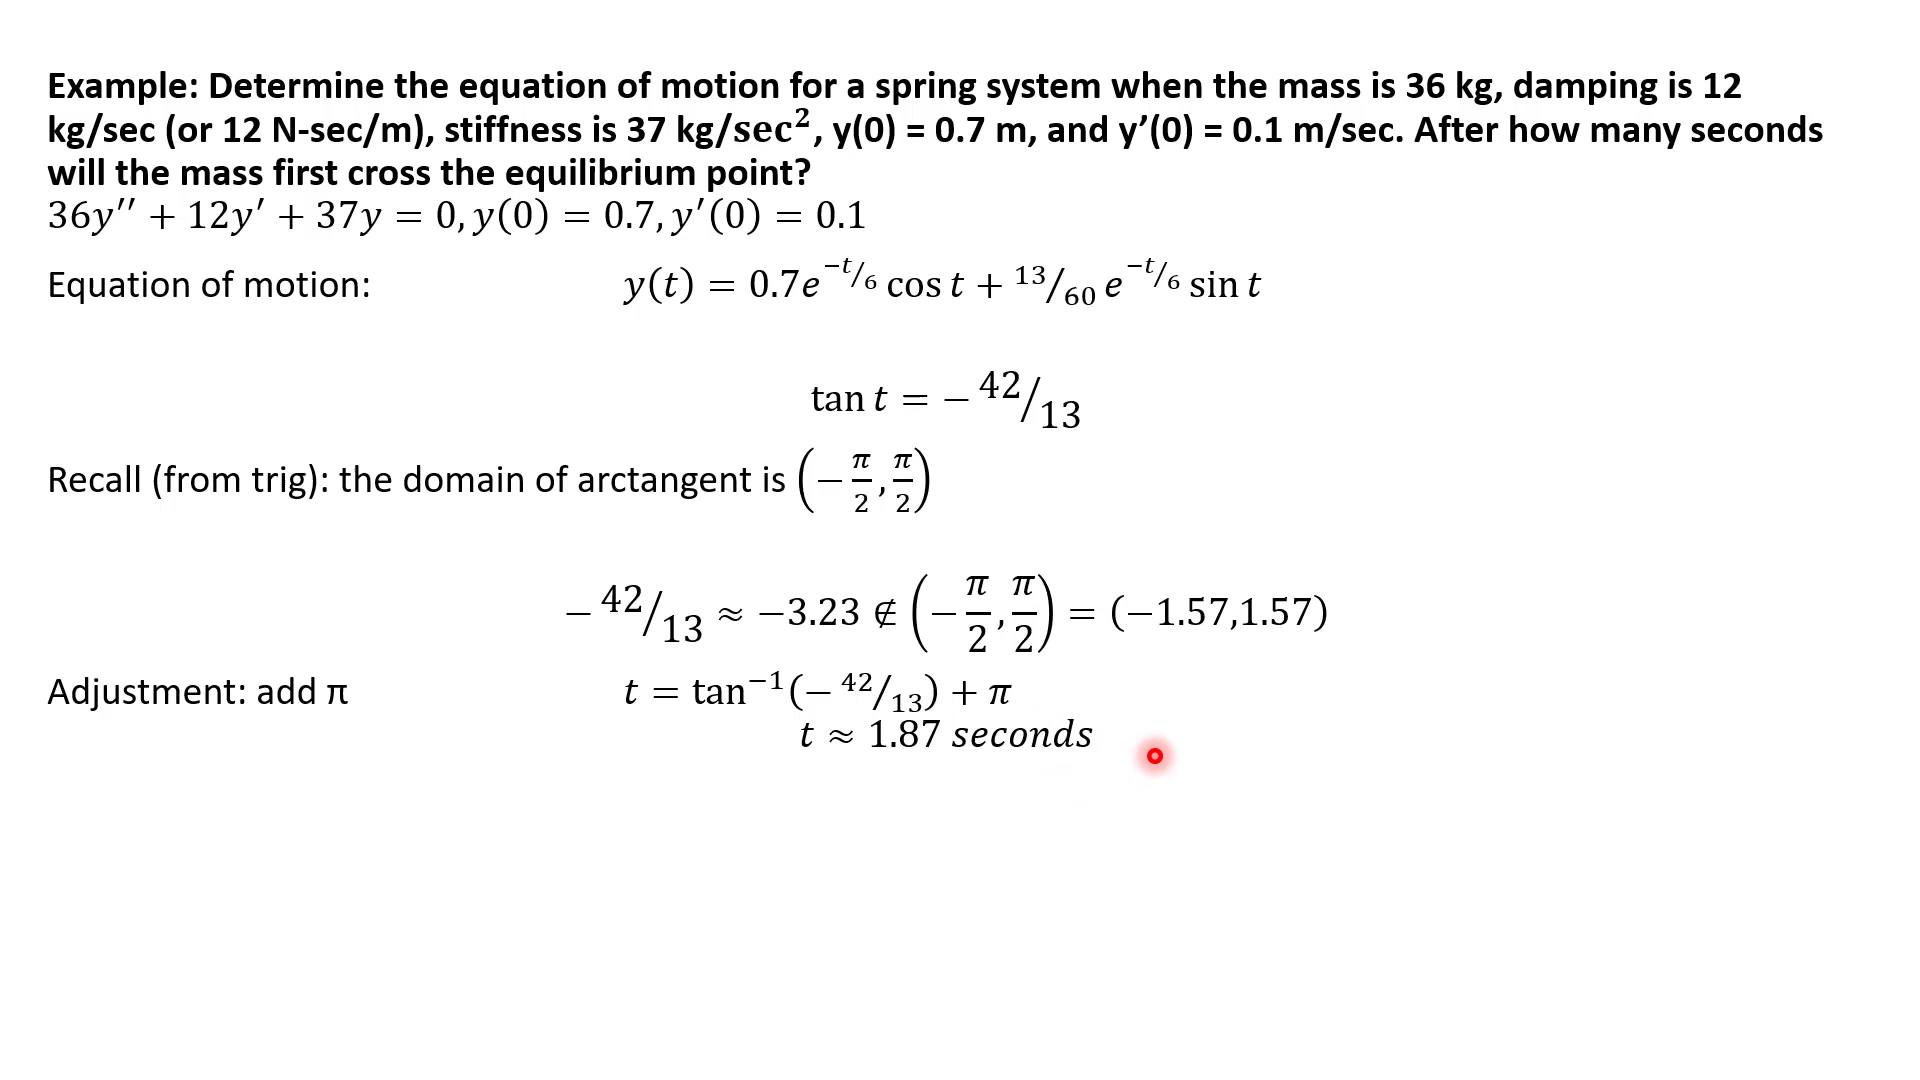 Example: Determine the equation of motion for a spring system when the mass is 36 kg, damping is 12
kg/sec (or 12 N-sec/m), stiffness is 37 kg/sec², y(0) = 0.7 m, and y’(0) = 0.1 m/sec. After how many seconds
will the mass first cross the equilibrium point?
36y′′ + 12y′ + 37y = 0, y(0) = 0.7, y′(0) = 0.1
Equation of motion: y(t) = 0.7e^(−t/6) cos t + 13/60 e^(−t/6) sin t
tan t = − 42/13
Recall (from trig): the domain of arctangent is (−π/2, π/2)
− 42/13 ≈ −3.23 ∉ (−π/2, π/2) = (−1.57,1.57)
Adjustment: add π t = tan⁻¹(− 42/13) + π
t ≈ 1.87 seconds